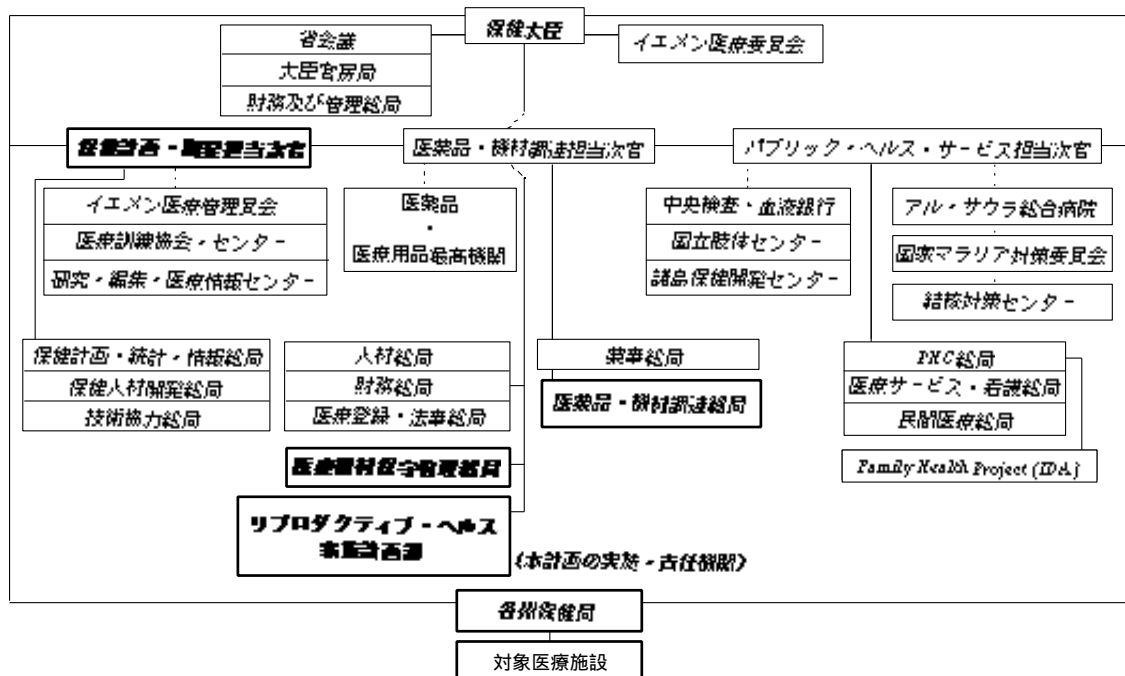 保健大臣
省会議
大臣官房局
財務及び管理総局
イエメン医療委員会
保健計画・
担当次官
医薬品・機材調達担当次官
パブリック・ヘルス・サービス担当次官
イエメン医療管理員会
医療訓練協会・センター
研究・編集・医療情報センター
医薬品
・
医療用品最高機関
中央検査・血液銀行
国立肢体センター
諸島保健開発センター
アル・サウラ総合病院
国家マラリア対策委員会
結核対策センター
保健計画・統計・情報総局
保健人材開発総局
技術協力総局
人材総局
財務総局
医療登録・法事総局
薬事総局
医薬品・機材調達総局
PHC総局
医療サービス・看護総局
民間医療総局
Family Health Project (IDA)
医療機材保守管理総局
リプロダクティブ・ヘルス
計画課
(本計画の実施・責任機関)
各州保健局
対象医療施設